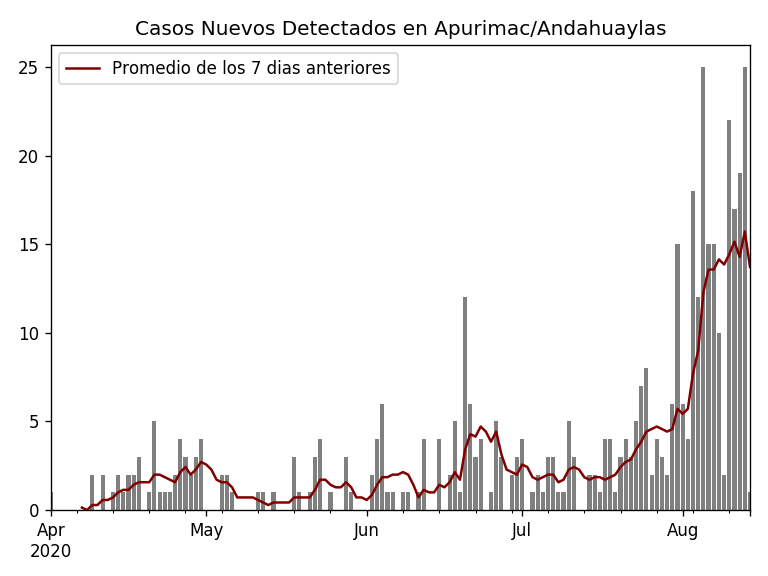 Casos Nuevos Detectados en Apurimac/Andahuaylas
Promedio de los 7 dias anteriores
25
20
15
10
5
0
Apr May Jun Jul Aug
2020